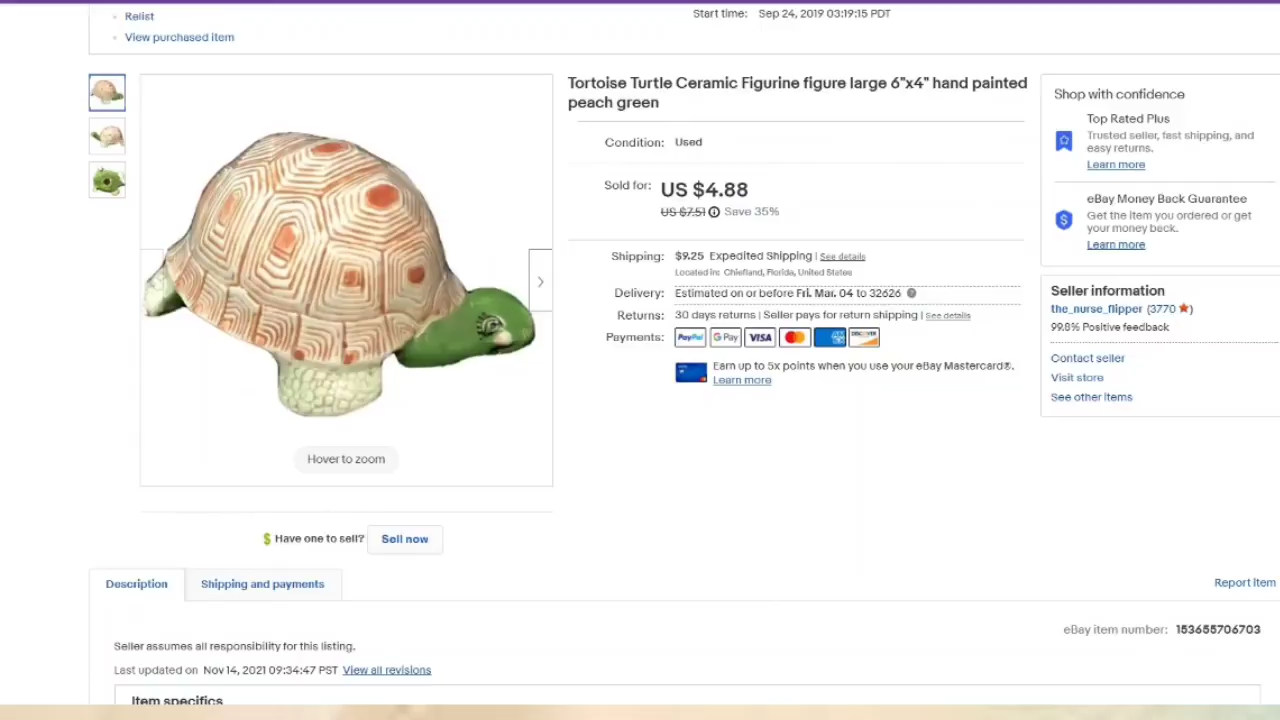 Relist
View purchased item
Start time: Sep 24, 2019 03:19:15 PDT
Tortoise Turtle Ceramic Figurine figure large 6"x4" hand painted
peach green
Condition: Used
Sold for: US $4.88
US $7.51 Save 35%
Shipping: $9.25 Expedited Shipping | See details
Located in: Chiefland, Florida, United States
Delivery: Estimated on or before Fri. Mar. 04 to 32626
Returns: 30 days returns | Seller pays for return shipping | See details
Payments: PayPal G Pay VISA DISCOVER
Earn up to 5x points when you use your eBay Mastercard®.
Learn more
Shop with confidence
Top Rated Plus
Trusted seller, fast shipping, and
easy returns.
Learn more
eBay Money Back Guarantee
Get the item you ordered or get
your money back.
Learn more
Seller information
the_nurse_flipper (3770)
99.8% Positive feedback
Contact seller
Visit store
See other items
Hover to zoom
Have one to sell? Sell now
Description
Shipping and payments
Report item
eBay item number: 153655706703
Seller assumes all responsibility for this listing.
Last updated on Nov 14, 2021 09:34:47 PST View all revisions
Item specifics